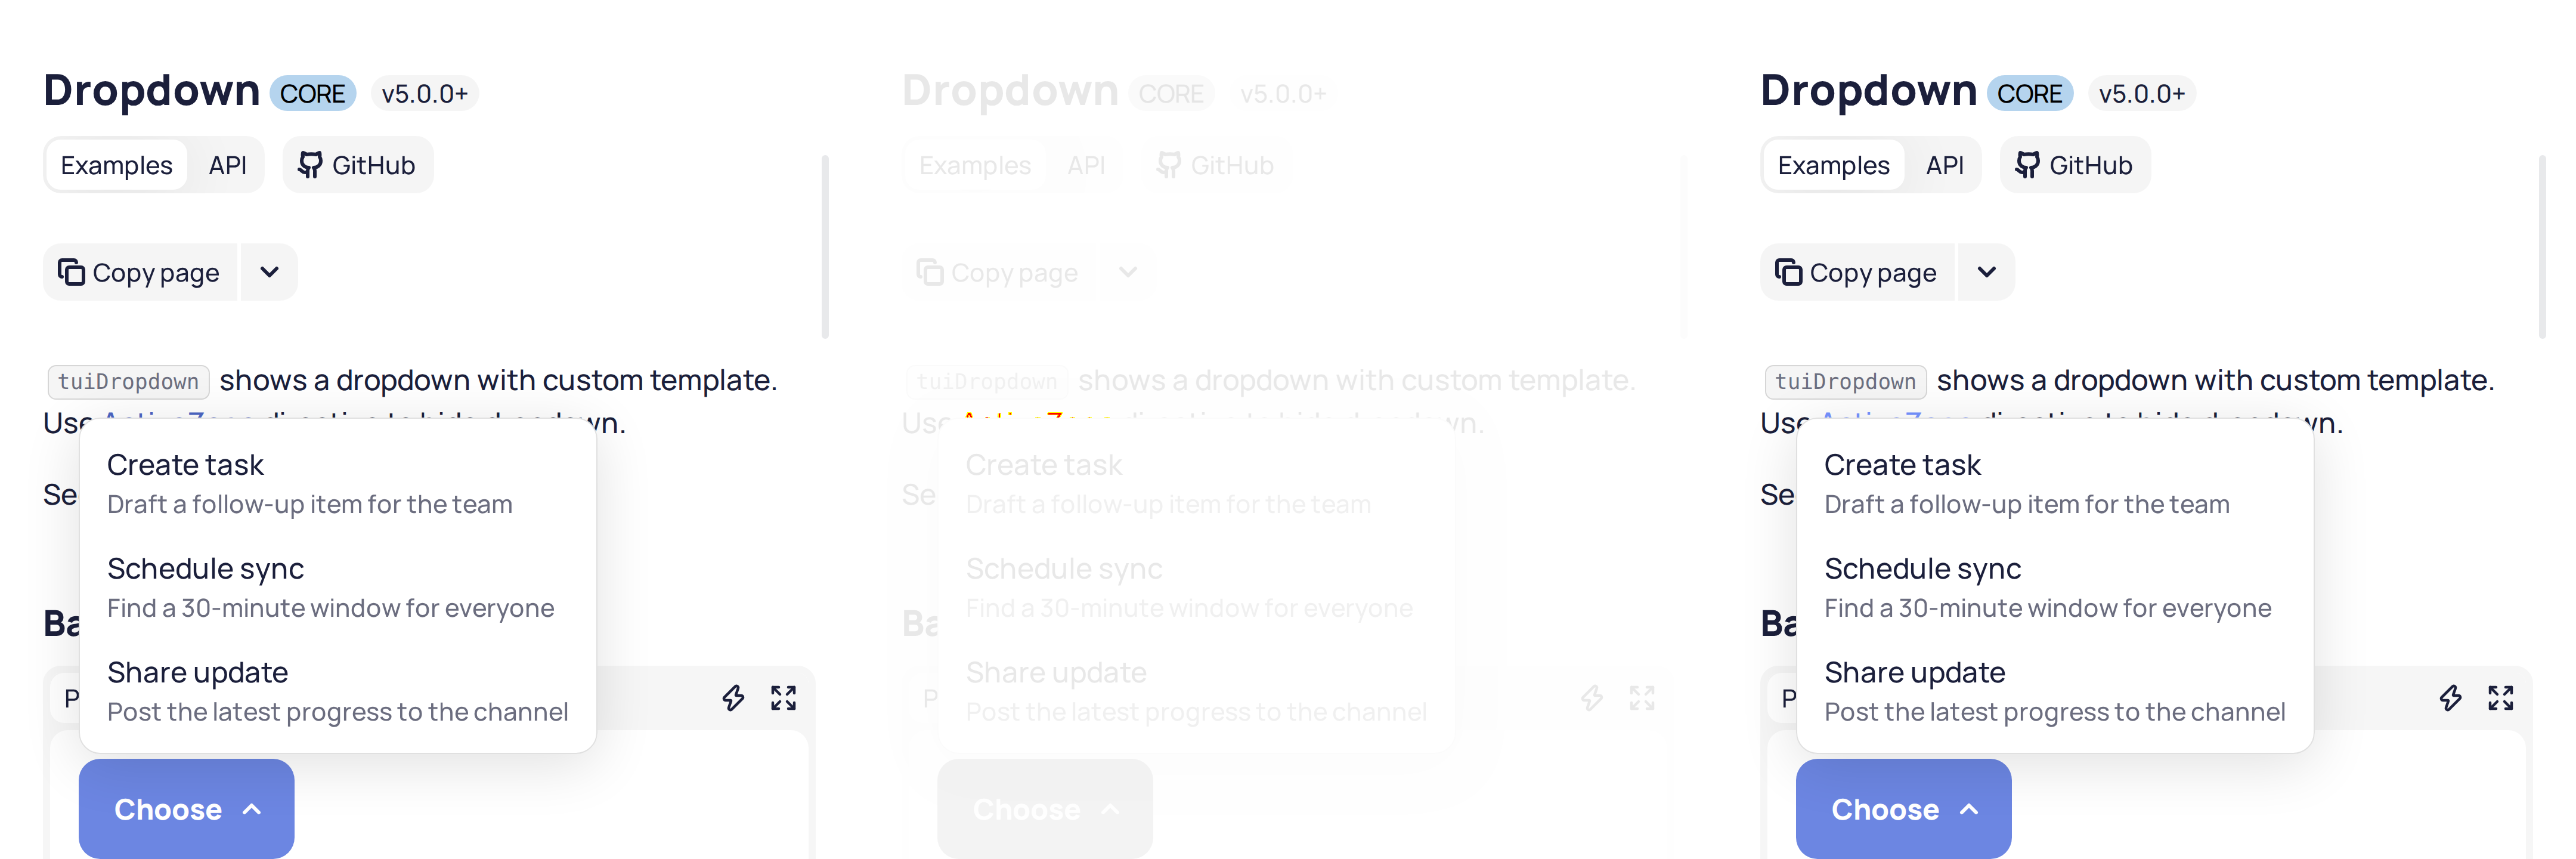 Dropdown CORE v5.0.0+
Examples API GitHub
Copy page
tuiDropdown shows a dropdown with custom template.
Use
Create task
Draft a follow-up item for the team
Schedule sync
Find a 30-minute window for everyone
Share update
Post the latest progress to the channel
Choose
Dropdown CORE v5.0.0+
Examples API GitHub
Copy page
tuiDropdown shows a dropdown with custom template.
Use
Create task
Draft a follow-up item for the team
Schedule sync
Find a 30-minute window for everyone
Share update
Post the latest progress to the channel
Choose
Dropdown CORE v5.0.0+
Examples API GitHub
Copy page
tuiDropdown shows a dropdown with custom template.
Use
Create task
Draft a follow-up item for the team
Schedule sync
Find a 30-minute window for everyone
Share update
Post the latest progress to the channel
Choose